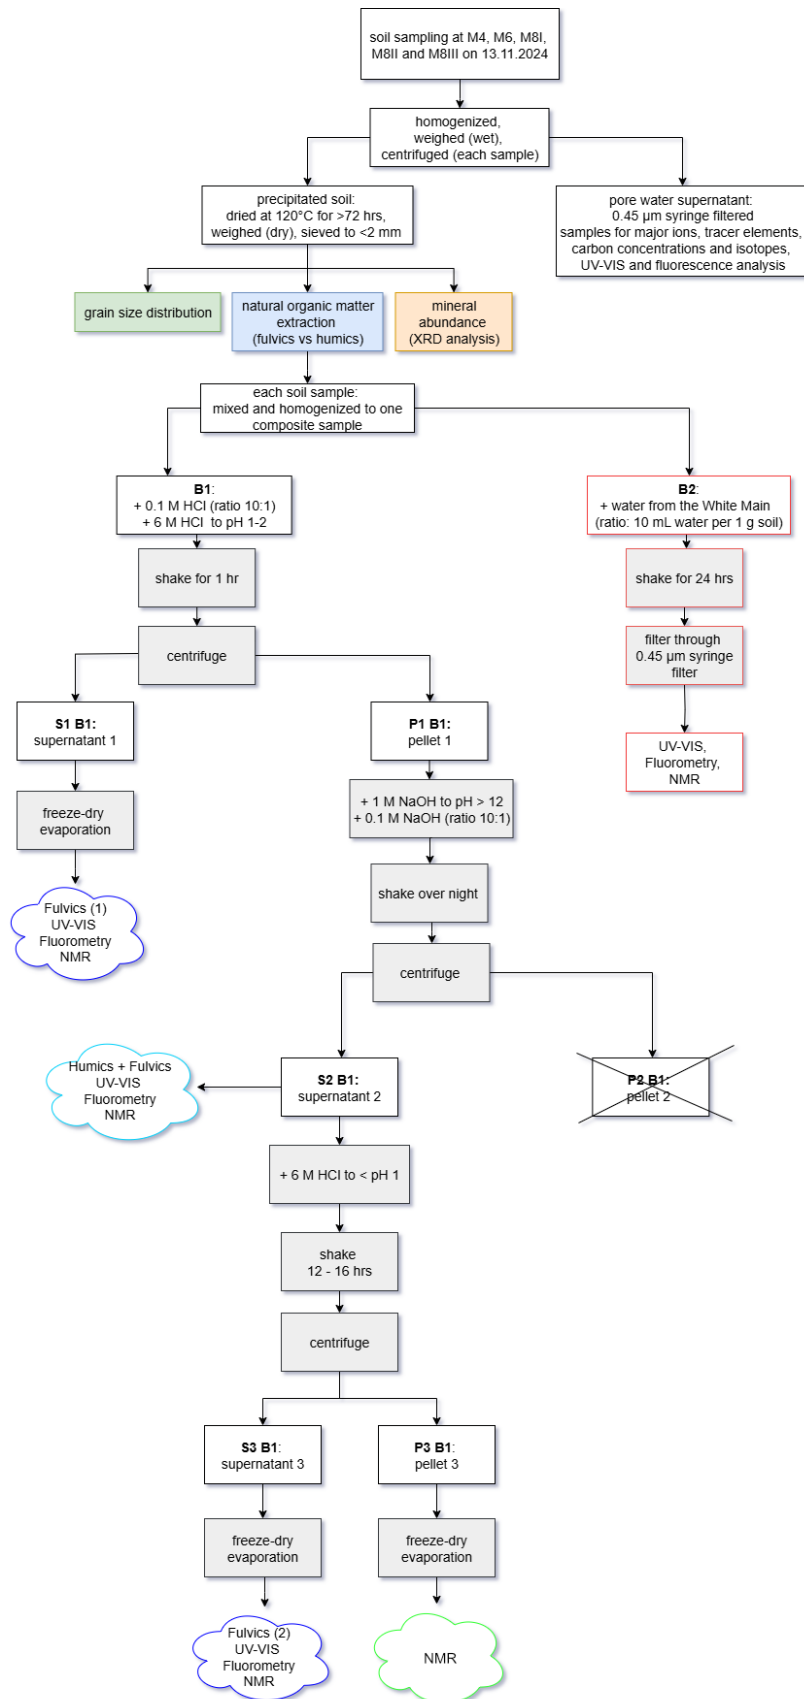 soil sampling at M4, M6, M8I,
M8II and M8III on 13.11.2024
homogenized,
weighed (wet),
centrifuged (each sample)
precipitated soil:
dried at 120°C for >72 hrs,
weighed (dry), sieved to <2 mm
pore water supernatant:
0.45 µm syringe filtered
samples for major ions, tracer elements,
carbon concentrations and isotopes,
UV-VIS and fluorescence analysis
grain size distribution
natural organic matter
extraction
(fulvics vs humics)
mineral
abundance
(XRD analysis)
each soil sample:
mixed and homogenized to one
composite sample
B1:
+ 0.1 M HCl (ratio 10:1)
+ 6 M HCl to pH 1-2
B2:
+ water from the White Main
(ratio: 10 mL water per 1 g soil)
shake for 1 hr
shake for 24 hrs
centrifuge
filter through
0.45 µm syringe
filter
S1 B1:
supernatant 1
P1 B1:
pellet 1
UV-VIS,
Fluorometry,
NMR
freeze-dry
evaporation
+ 1 M NaOH to pH > 12
+ 0.1 M NaOH (ratio 10:1)
shake over night
Fulvics (1)
UV-VIS
Fluorometry
NMR
centrifuge
Humics + Fulvics
UV-VIS
Fluorometry
NMR
S2 B1:
supernatant 2
P2 B1:
pellet 2
+ 6 M HCl to < pH 1
shake
12 - 16 hrs
centrifuge
S3 B1:
supernatant 3
P3 B1:
pellet 3
freeze-dry
evaporation
freeze-dry
evaporation
Fulvics (2)
UV-VIS
Fluorometry
NMR
NMR